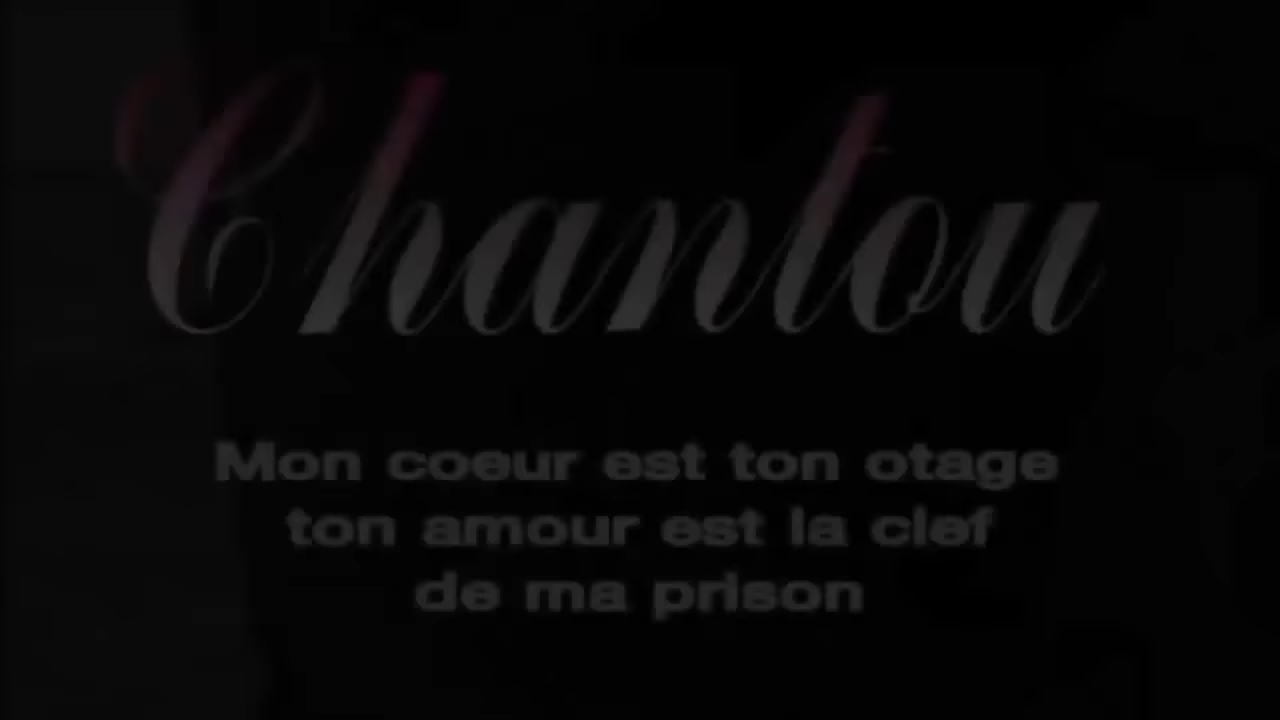 Chantou
Mon coeur est ton otage
ton amour est la clef
de ma prison